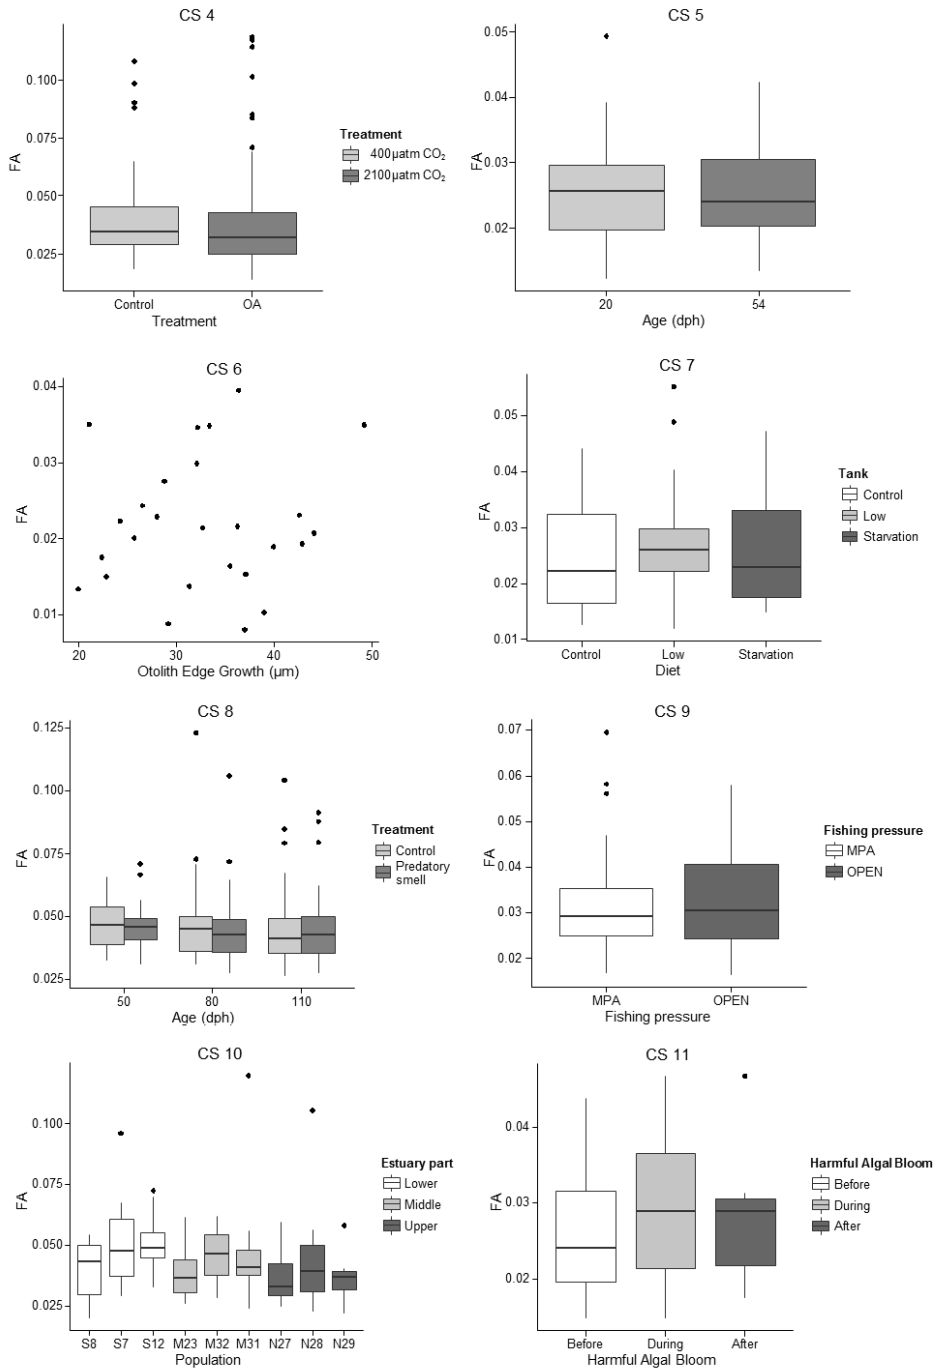 CS 4
0.100
0.075
0.050
0.025
FA
Control
OA
Treatment
Treatment
400µatm CO₂
2100µatm CO₂
CS 5
0.05
0.04
0.03
0.02
FA
20
54
Age (dph)
CS 6
0.04
0.03
0.02
0.01
FA
20
30
40
50
Otolith Edge Growth (µm)
CS 7
0.05
0.04
0.03
0.02
0.01
FA
Control
Low
Starvation
Diet
Tank
Control
Low
Starvation
CS 8
0.125
0.100
0.075
0.050
0.025
FA
50
80
110
Age (dph)
Treatment
Control
Predatory
smell
CS 9
0.07
0.06
0.05
0.04
0.03
0.02
FA
MPA
OPEN
Fishing pressure
Fishing pressure
MPA
OPEN
CS 10
0.100
0.075
0.050
0.025
FA
S8
S7
S12
M23
M32
M31
N27
N28
N29
Population
Estuary part
Lower
Middle
Upper
CS 11
0.04
0.03
0.02
FA
Before
During
After
Harmful Algal Bloom
Harmful Algal Bloom
Before
During
After